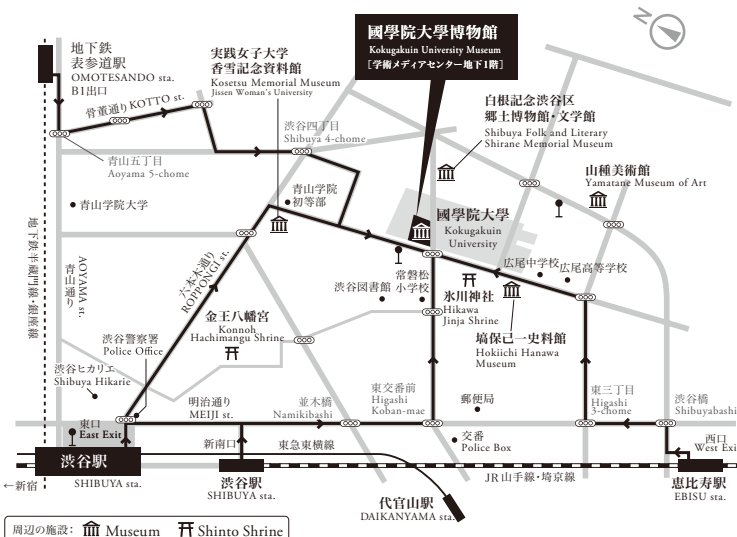 地下鉄
表参道駅
OMOTESANDO sta.
B1出口
骨董通り KOTTO st.
青山五丁目
Aoyama 5-chome
実践女子大学
香雪記念資料館
Kosetsu Memorial Museum
Jissen Woman's University
國學院大學博物館
Kokugakuin University Museum
[学術メディアセンター地下1階]
N
渋谷四丁目
Shibuya 4-chome
白根記念渋谷区
郷土博物館・文学館
Shibuya Folk and Literary
Shirane Memorial Museum
山種美術館
Yamatane Museum of Art
青山学院大学
青山学院
初等部
國學院大學
Kokugakuin
University
地下鉄半蔵門線・銀座線
青山通り
AOYAMA st.
六本木通り
ROPPONGI st.
渋谷図書館
常磐松
小学校
氷川神社
Hikawa
Jinja Shrine
広尾中学校
広尾高等学校
金王八幡宮
Konnoh
Hachimangu Shrine
塙保己一史料館
Hokiichi Hanawa
Museum
渋谷警察署
Police Office
渋谷ヒカリエ
Shibuya Hikarie
明治通り
MEIJI st.
並木橋
Namikibashi
東交番前
Higashi
Koban-mae
郵便局
東三丁目
Higashi
3-chome
渋谷橋
Shibuyabashi
東口
East Exit
新南口
東急東横線
交番
Police Box
西口
West Exi
渋谷駅
SHIBUYA sta.
渋谷駅
SHIBUYA sta.
JR山手線・埼京線
恵比寿駅
EBISU sta.
←新宿
代官山駅
DAIKANYAMA sta.
周辺の施設: Museum Shinto Shrine